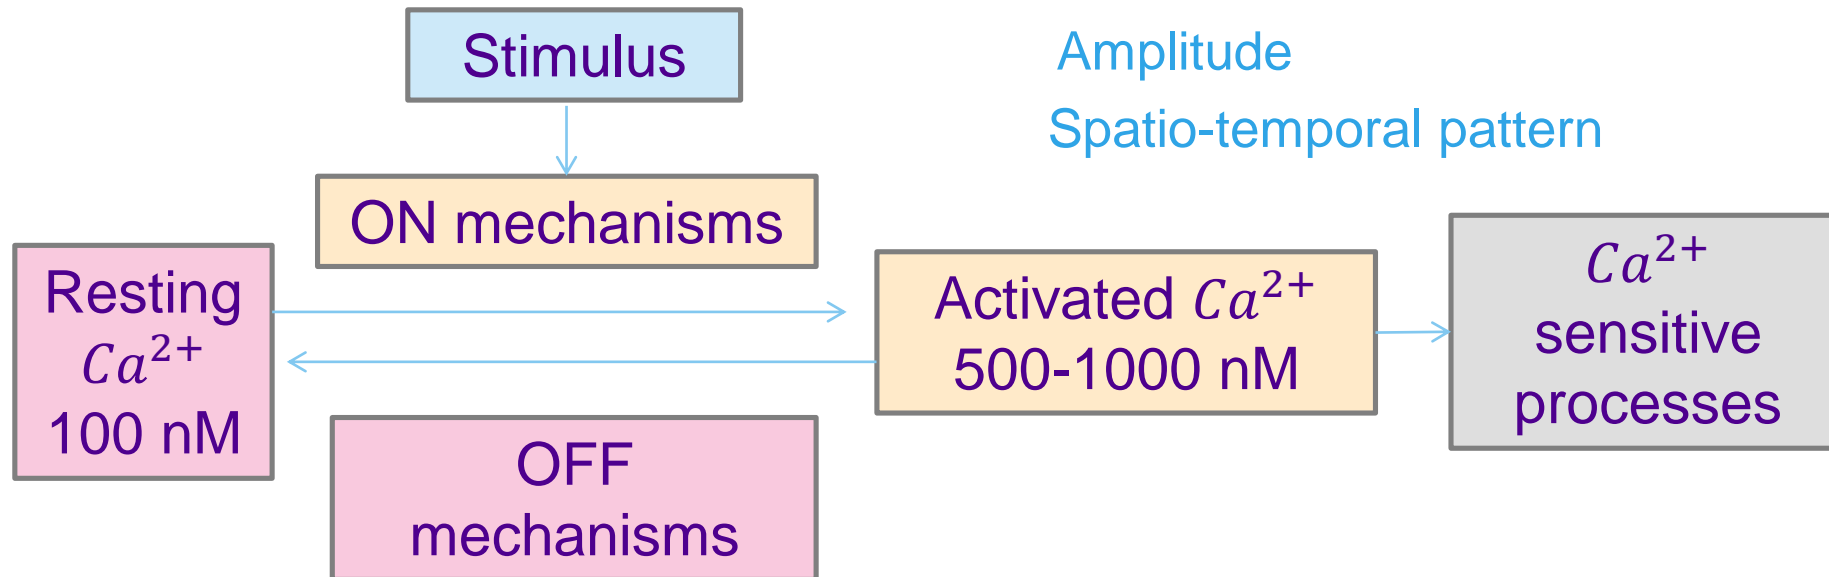 Stimulus
Amplitude
Spatio-temporal pattern
ON mechanisms
Resting
Ca²⁺
100 nM
Activated Ca²⁺
500-1000 nM
Ca²⁺
sensitive
processes
OFF
mechanisms